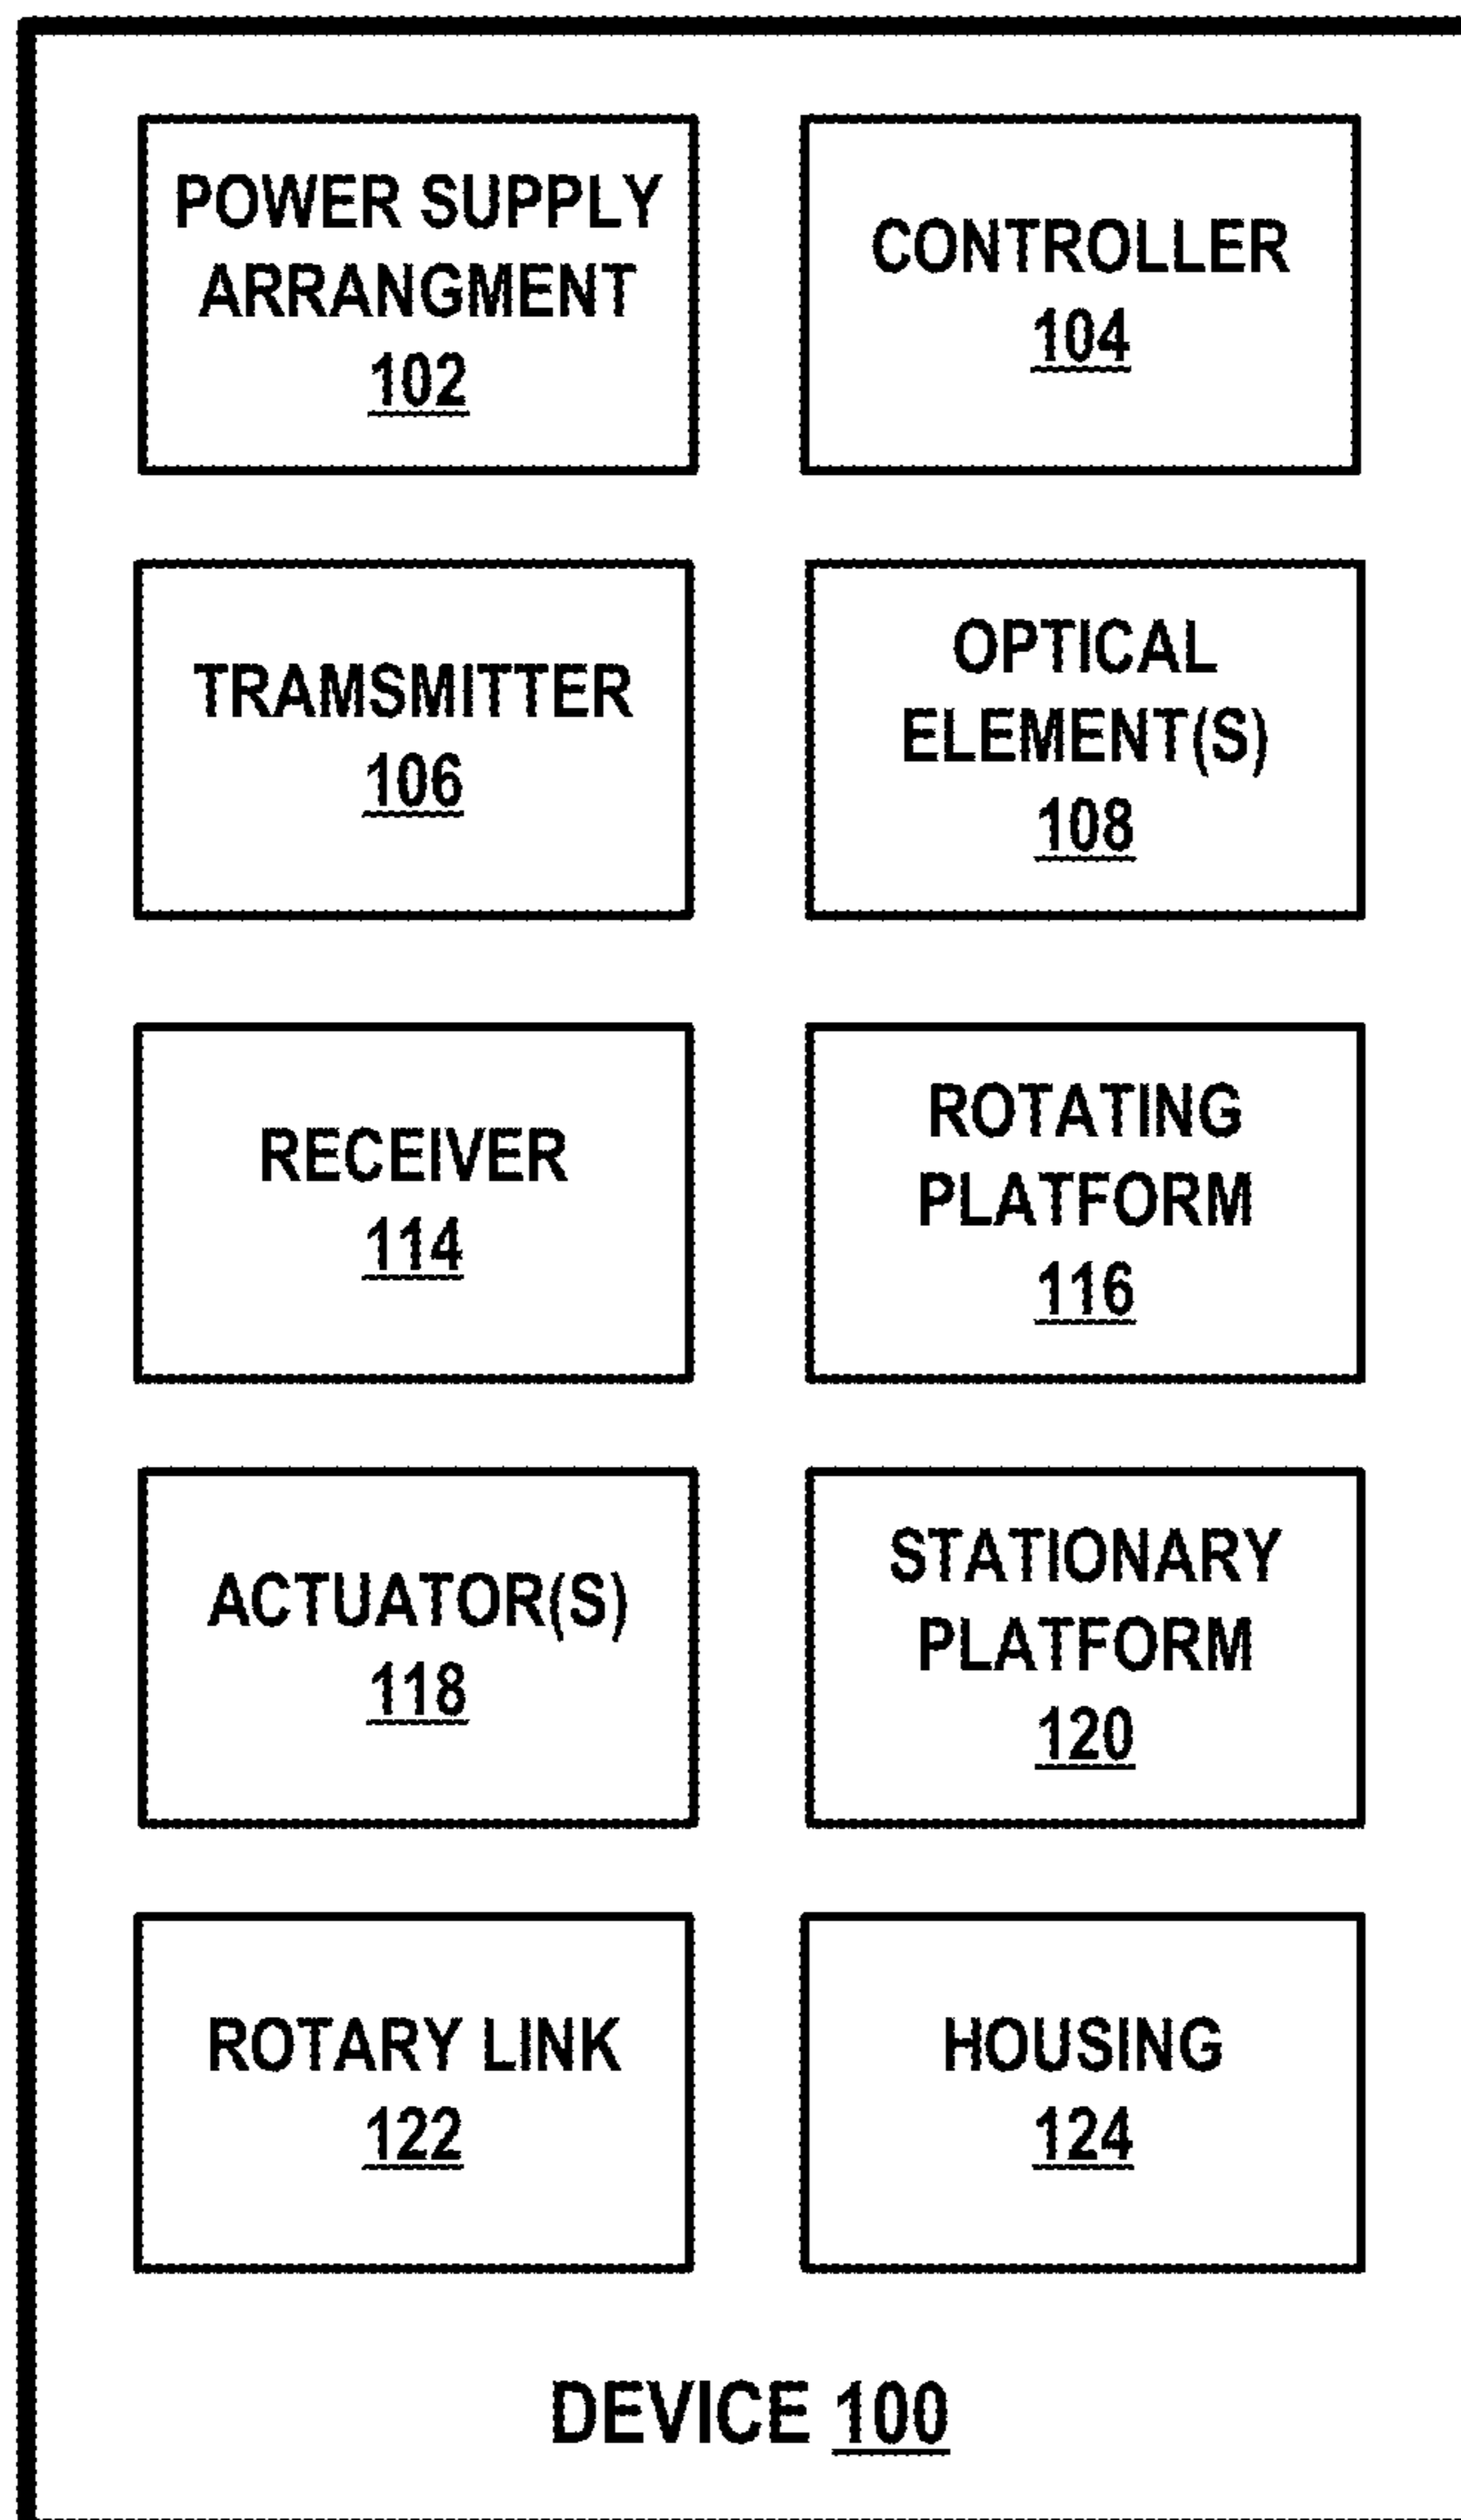 POWER SUPPLY
ARRANGMENT
102
CONTROLLER
104
TRAMSMITTER
106
OPTICAL
ELEMENT(S)
108
RECEIVER
114
ROTATING
PLATFORM
116
ACTUATOR(S)
118
STATIONARY
PLATFORM
120
ROTARY LINK
122
HOUSING
124
DEVICE 100